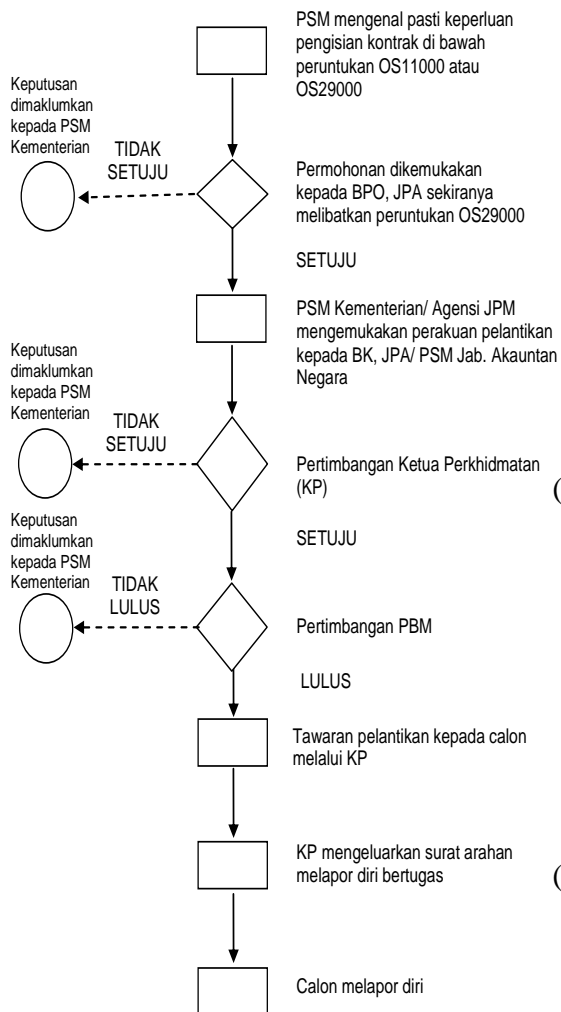 PSM mengenal pasti keperluan
pengisian kontrak di bawah
peruntukan OS11000 atau
OS29000
Keputusan
dimaklumkan
kepada PSM
Kementerian
TIDAK
SETUJU
Permohonan dikemukakan
kepada BPO, JPA sekiranya
melibatkan peruntukan OS29000
SETUJU
PSM Kementerian/ Agensi JPM
mengemukakan perakuan pelantikan
kepada BK, JPA/ PSM Jab. Akauntan
Negara
Keputusan
dimaklumkan
kepada PSM
Kementerian
TIDAK
SETUJU
Pertimbangan Ketua Perkhidmatan
(KP)
(
SETUJU
Keputusan
dimaklumkan
kepada PSM
Kementerian
TIDAK
LULUS
Pertimbangan PBM
LULUS
Tawaran pelantikan kepada calon
melalui KP
KP mengeluarkan surat arahan
melapor diri bertugas
(
Calon melapor diri